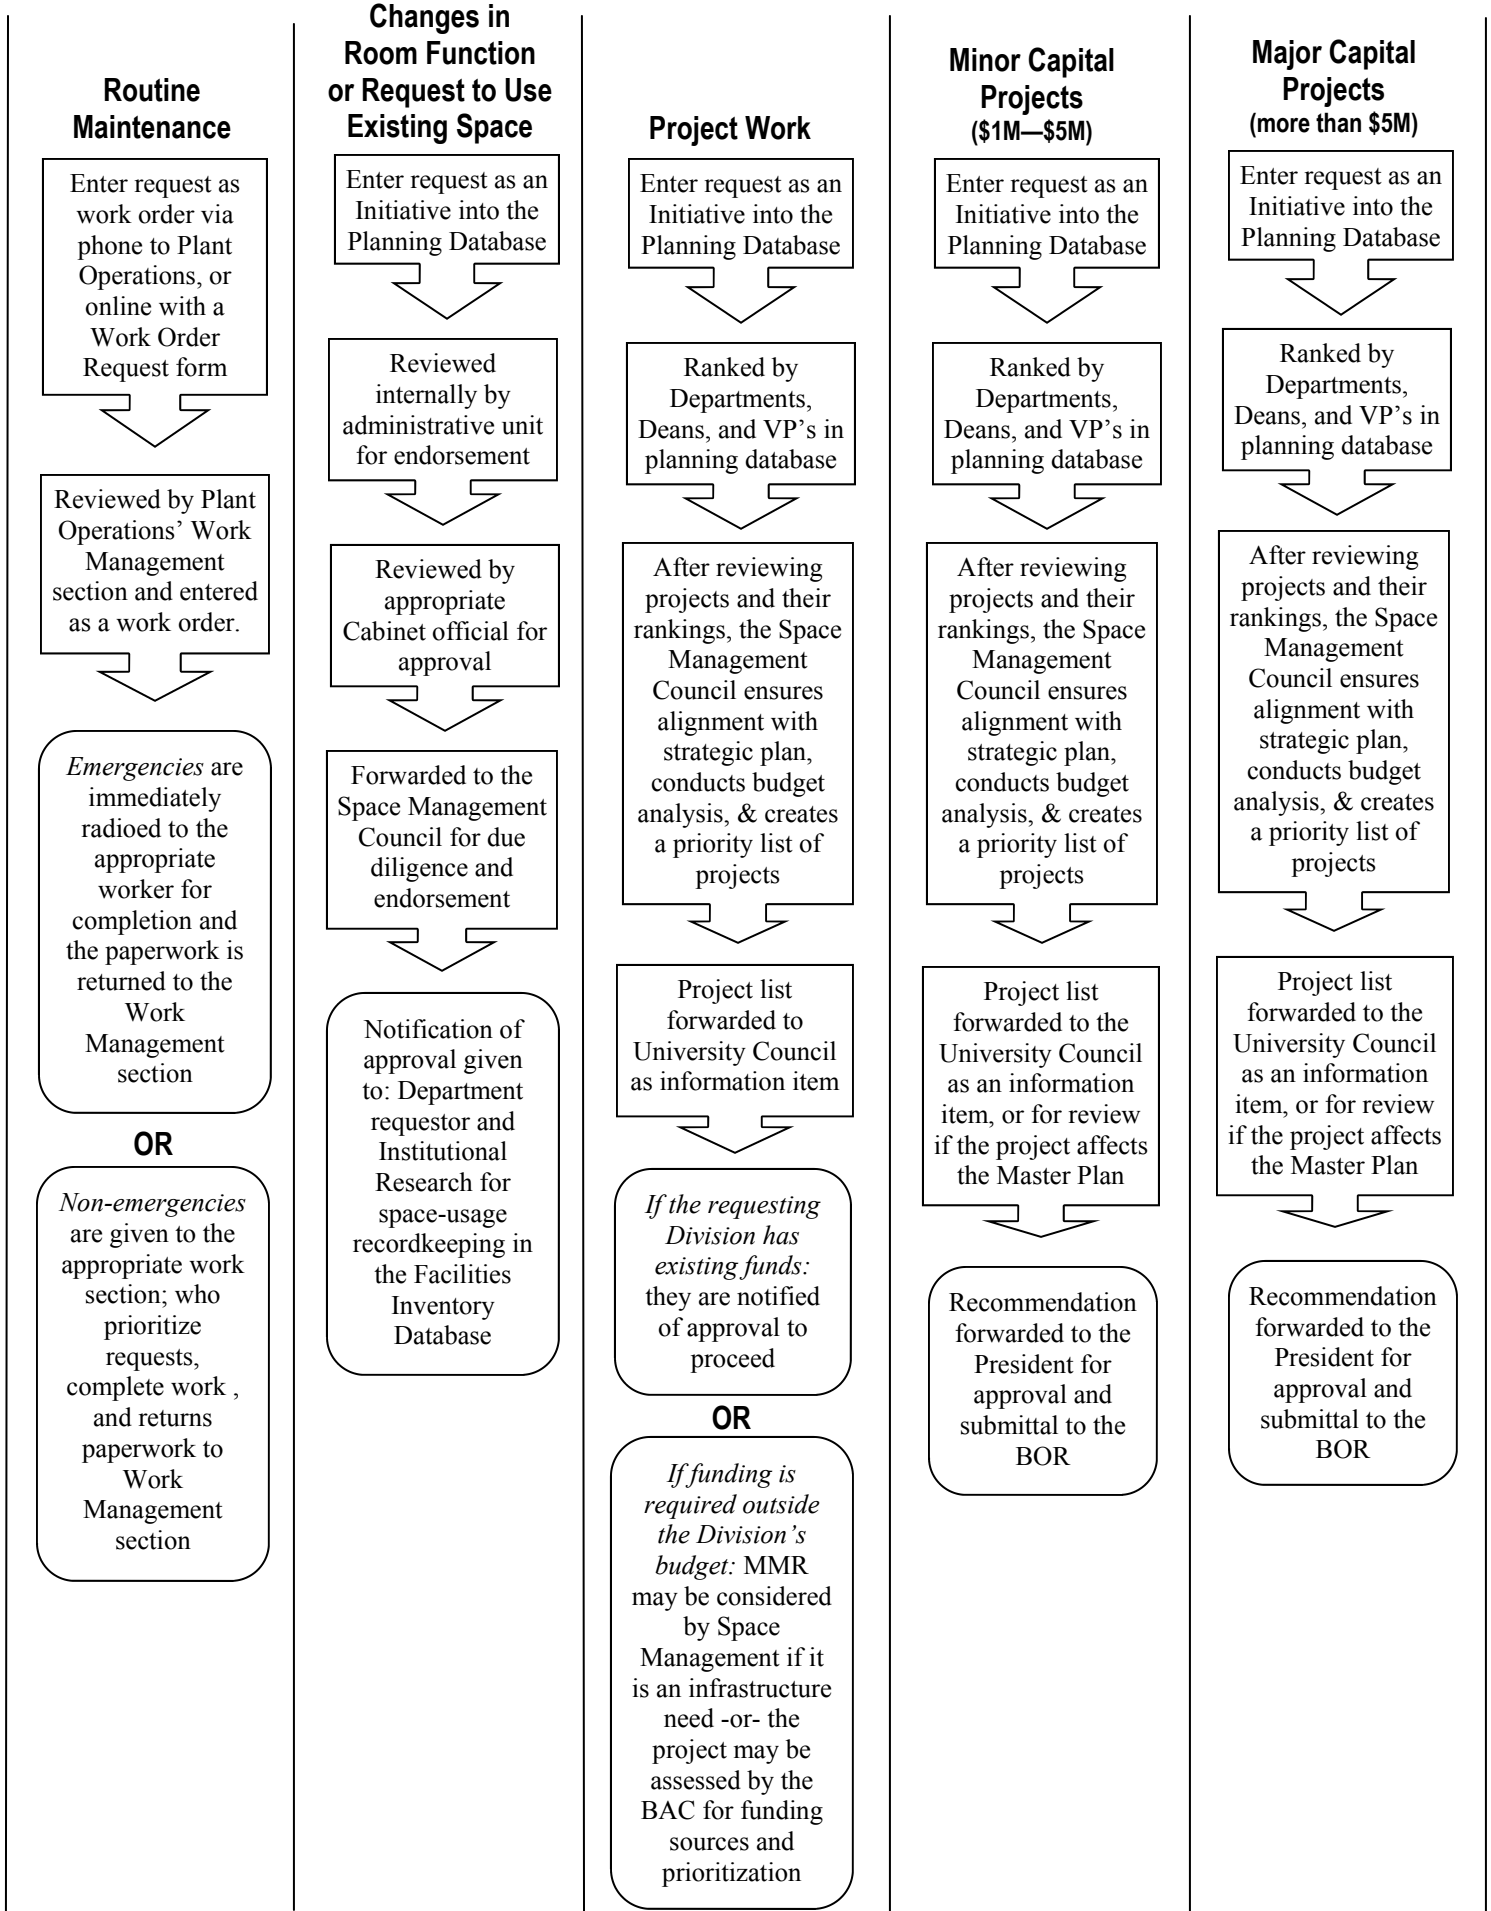 Routine
Maintenance
Enter request as
work order via
phone to Plant
Operations, or
online with a
Work Order
Request form
Reviewed by Plant
Operations’ Work
Management
section and entered
as a work order.
Emergencies are
immediately
radioed to the
appropriate
worker for
completion and
the paperwork is
returned to the
Work
Management
section
OR
Non-emergencies
are given to the
appropriate work
section; who
prioritize
requests,
complete work ,
and returns
paperwork to
Work
Management
section
Changes in
Room Function
or Request to Use
Existing Space
Enter request as an
Initiative into the
Planning Database
Reviewed
internally by
administrative unit
for endorsement
Reviewed by
appropriate
Cabinet official for
approval
Forwarded to the
Space Management
Council for due
diligence and
endorsement
Notification of
approval given
to: Department
requestor and
Institutional
Research for
space-usage
recordkeeping in
the Facilities
Inventory
Database
Project Work
Enter request as an
Initiative into the
Planning Database
Ranked by
Departments,
Deans, and VP’s in
planning database
After reviewing
projects and their
rankings, the Space
Management
Council ensures
alignment with
strategic plan,
conducts budget
analysis, & creates
a priority list of
projects
Project list
forwarded to
University Council
as information item
If the requesting
Division has
existing funds:
they are notified
of approval to
proceed
OR
If funding is
required outside
the Division’s
budget: MMR
may be considered
by Space
Management if it
is an infrastructure
need -or- the
project may be
assessed by the
BAC for funding
sources and
prioritization
Minor Capital
Projects
($1M—$5M)
Enter request as an
Initiative into the
Planning Database
Ranked by
Departments,
Deans, and VP’s in
planning database
After reviewing
projects and their
rankings, the Space
Management
Council ensures
alignment with
strategic plan,
conducts budget
analysis, & creates
a priority list of
projects
Project list
forwarded to the
University Council
as an information
item, or for review
if the project affects
the Master Plan
Recommendation
forwarded to the
President for
approval and
submittal to the
BOR
Major Capital
Projects
(more than $5M)
Enter request as an
Initiative into the
Planning Database
Ranked by
Departments,
Deans, and VP’s in
planning database
After reviewing
projects and their
rankings, the Space
Management
Council ensures
alignment with
strategic plan,
conducts budget
analysis, & creates
a priority list of
projects
Project list
forwarded to the
University Council
as an information
item, or for review
if the project affects
the Master Plan
Recommendation
forwarded to the
President for
approval and
submittal to the
BOR